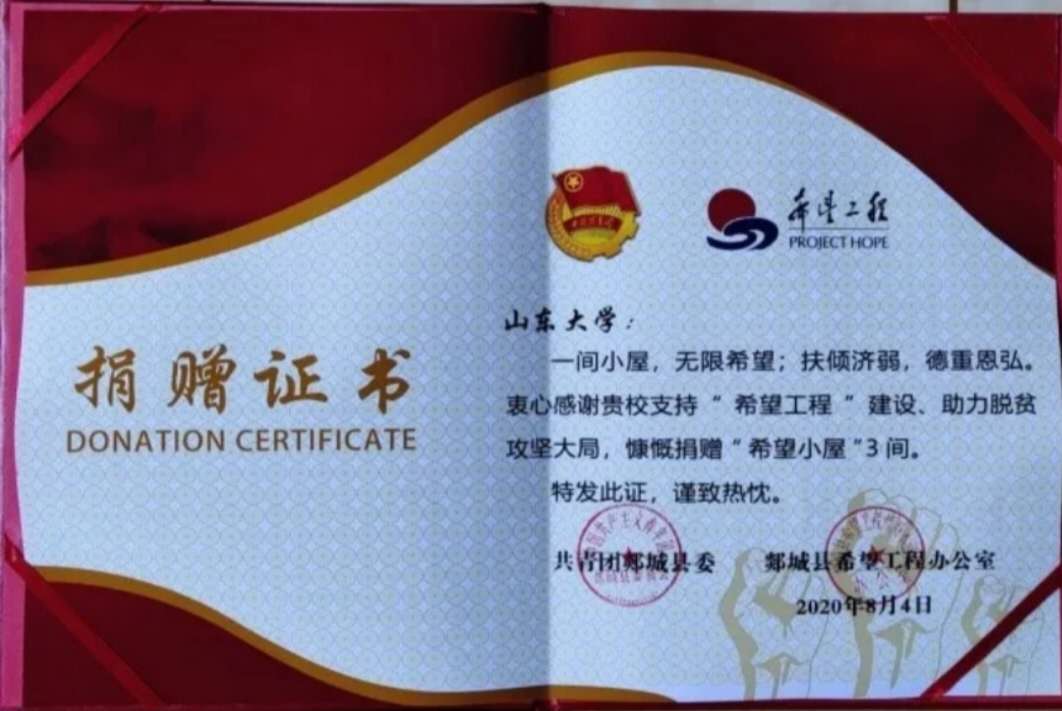 捐赠证书
DONATION CERTIFICATE
希望工程
PROJECT HOPE
山东大学：
一间小屋，无限希望；扶倾济弱，德重恩弘。
衷心感谢贵校支持“希望工程”建设、助力脱贫
攻坚大局，慷慨捐赠“希望小屋”3间。
特发此证，谨致热忱。
共青团郯城县委 郯城县希望工程办公室
2020年8月4日